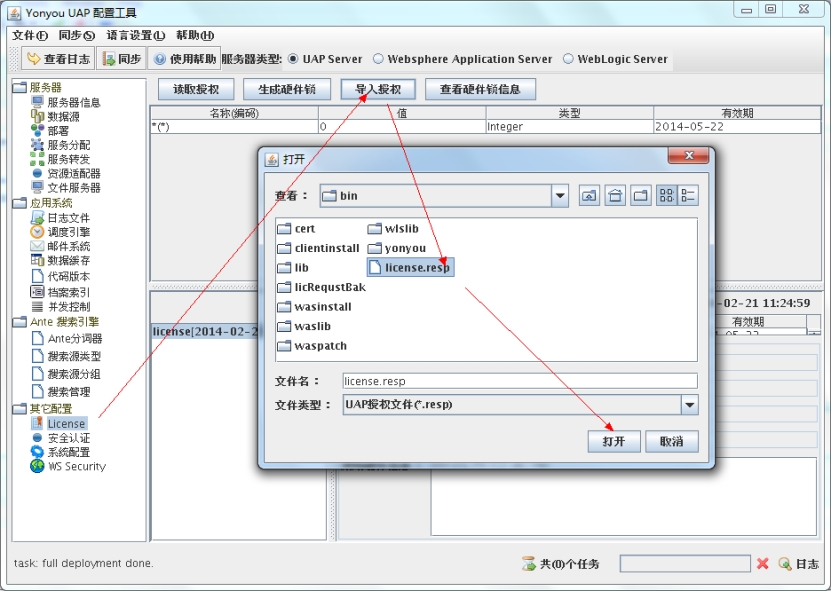 Yonyou UAP 配置工具
文件(F) 同步(S) 语言设置(L) 帮助(H)
查看日志 同步 使用帮助 服务器类型: UAP Server Websphere Application Server WebLogic Server
服务器
服务器信息
数据源
部署
服务分配
服务转发
资源适配器
文件服务器
应用系统
日志文件
调度引擎
邮件系统
数据缓存
代码版本
档案索引
并发控制
Ante 搜索引擎
Ante分词器
搜索源类型
搜索源分组
搜索管理
其它配置
License
安全认证
系统配置
WS Security
读取授权 生成硬件锁 导入授权 查看硬件锁信息
名称(编码) 值 类型 有效期
*(*) 0 Integer 2014-05-22
license[2014-02-2
-02-21 11:24:59
有效期
打开
查看： bin
cert wlslib
clientinstall yonyou
lib license.resp
licRequstBak
wasinstall
waslib
waspatch
文件名： license.resp
文件类型： UAP授权文件(*.resp)
打开 取消
task: full deployment done.
共(0)个任务 日志